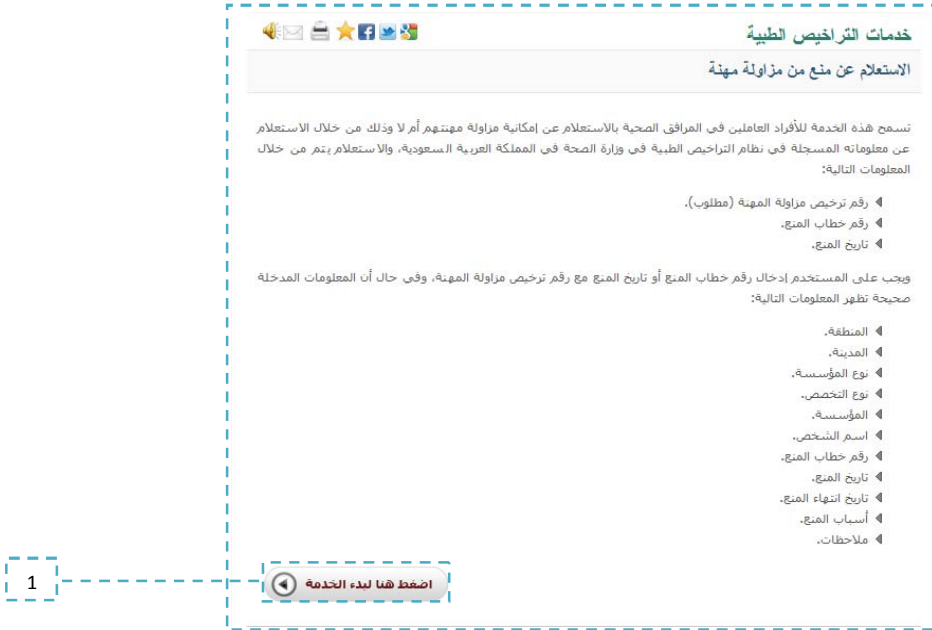 خدمات التراخيص الطبية
الاستعلام عن منع من مزاولة مهنة
تسمح هذه الخدمة للأفراد العاملين في المرافق الصحية بالاستعلام عن إمكانية مزاولة مهنتهم أم لا وذلك من خلال الاستعلام
عن معلوماته المسجلة في نظام التراخيص الطبية في وزارة الصحة في المملكة العربية السعودية، والاستعلام يتم من خلال
المعلومات التالية:
رقم ترخيص مزاولة المهنة (مطلوب).
رقم خطاب المنع.
تاريخ المنع.
ويجب على المستخدم إدخال رقم خطاب المنع أو تاريخ المنع مع رقم ترخيص مزاولة المهنة، وفي حال أن المعلومات المدخلة
صحيحة تظهر المعلومات التالية:
المنطقة.
المدينة.
نوع المؤسسة.
نوع التخصص.
المؤسسة.
اسم الشخص.
رقم خطاب المنع.
تاريخ المنع.
تاريخ انتهاء المنع.
أسباب المنع.
ملاحظات.
اضغط هنا لبدء الخدمة
1